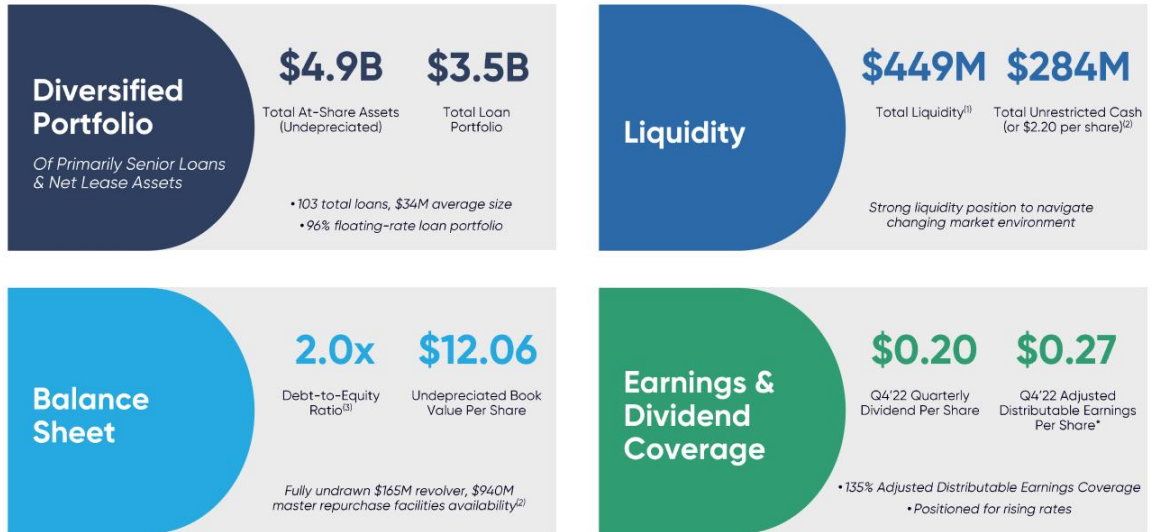 Diversified
Portfolio
Of Primarily Senior Loans
& Net Lease Assets
$4.9B
Total At-Share Assets
(Undepreciated)
$3.5B
Total Loan
Portfolio
•103 total loans, $34M average size
•96% floating-rate loan portfolio
Liquidity
$449M
Total Liquidity(1)
$284M
Total Unrestricted Cash
(or $2.20 per share)(2)
Strong liquidity position to navigate
changing market environment
Balance
Sheet
2.0x
Debt-to-Equity
Ratio(3)
$12.06
Undepreciated Book
Value Per Share
Fully undrawn $165M revolver, $940M
master repurchase facilities availability(2)
Earnings &
Dividend
Coverage
$0.20
Q4'22 Quarterly
Dividend Per Share
$0.27
Q4'22 Adjusted
Distributable Earnings
Per Share*
•135% Adjusted Distributable Earnings Coverage
•Positioned for rising rates